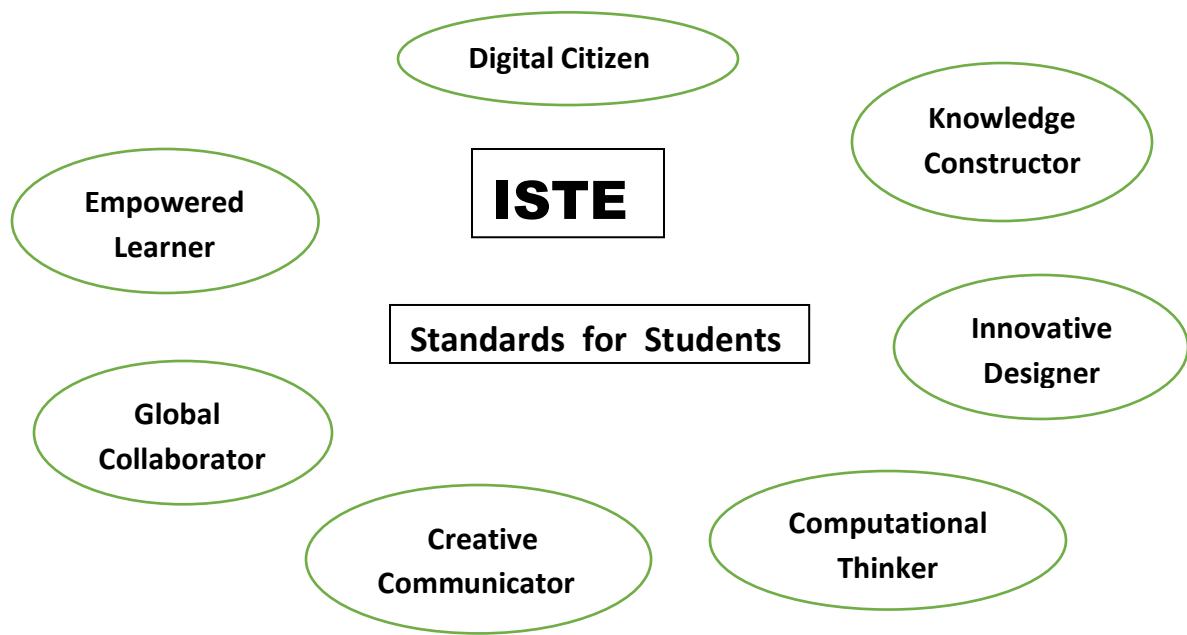 Digital Citizen
Knowledge
Constructor
ISTE
Empowered
Learner
Standards for Students
Innovative
Designer
Global
Collaborator
Creative
Communicator
Computational
Thinker